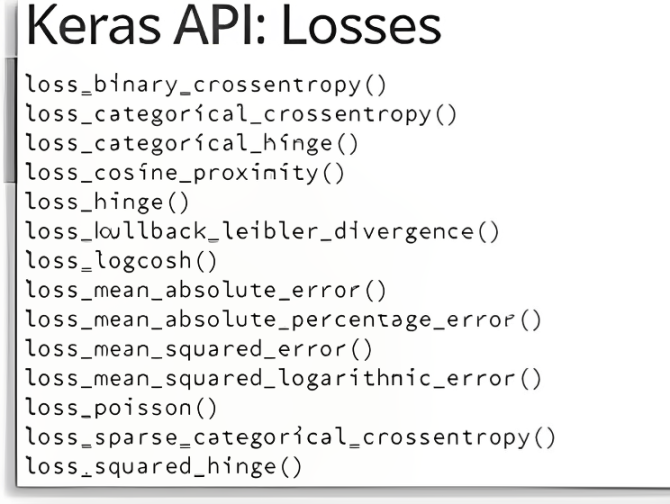 Keras API: Losses
loss_binary_crossentropy()
loss_categorical_crossentropy()
loss_categorical_hinge()
loss_cosine_proximity()
loss_hinge()
loss_kullback_leibler_divergence()
loss_logcosh()
loss_mean_absolute_error()
loss_mean_absolute_percentage_error()
loss_mean_squared_error()
loss_mean_squared_logarithmic_error()
loss_poisson()
loss_sparse_categorical_crossentropy()
loss_squared_hinge()